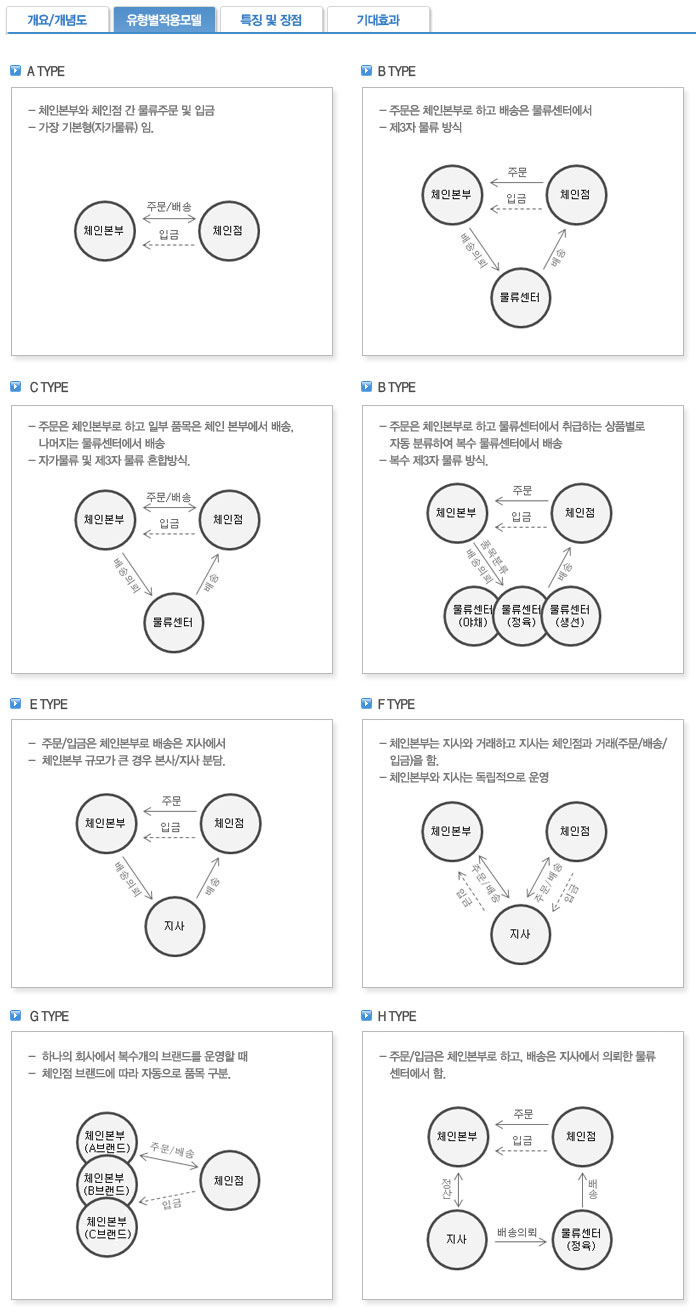 개요/개념도
유형별적용모델
특징 및 장점
기대효과
A TYPE
- 체인본부와 체인점 간 물류주문 및 입금
- 가장 기본형(자가물류) 임.
체인본부
주문/배송
입금
체인점
B TYPE
- 주문은 체인본부로 하고 배송은 물류센터에서
- 제3자 물류 방식
체인본부
주문
입금
체인점
배송의뢰
배송
물류센터
C TYPE
- 주문은 체인본부로 하고 일부 품목은 체인 본부에서 배송,
나머지는 물류센터에서 배송
- 자가물류 및 제3자 물류 혼합방식.
체인본부
주문/배송
입금
체인점
배송의뢰
배송
물류센터
B TYPE
- 주문은 체인본부로 하고 물류센터에서 취급하는 상품별로
자동 분류하여 복수 물류센터에서 배송
- 복수 제3자 물류 방식.
체인본부
주문
입금
체인점
품목분류
배송의뢰
배송
물류센터
(야채)
물류센터
(정육)
물류센터
(생선)
E TYPE
- 주문/입금은 체인본부로 배송은 지사에서
- 체인본부 규모가 큰 경우 본사/지사 분담.
체인본부
주문
입금
체인점
배송의뢰
배송
지사
F TYPE
- 체인본부는 지사와 거래하고 지사는 체인점과 거래(주문/배송/
입금)을 함.
- 체인본부와 지사는 독립적으로 운영
체인본부
체인점
주문/배송
입금
주문/배송
입금
지사
G TYPE
- 하나의 회사에서 복수개의 브랜드를 운영할 때
- 체인점 브랜드에 따라 자동으로 품목 구분.
체인본부
(A브랜드)
체인본부
(B브랜드)
체인본부
(C브랜드)
주문/배송
입금
체인점
H TYPE
- 주문/입금은 체인본부로 하고, 배송은 지사에서 의뢰한 물류
센터에서 함.
체인본부
주문
입금
체인점
정산
배송
지사
배송의뢰
물류센터
(정육)